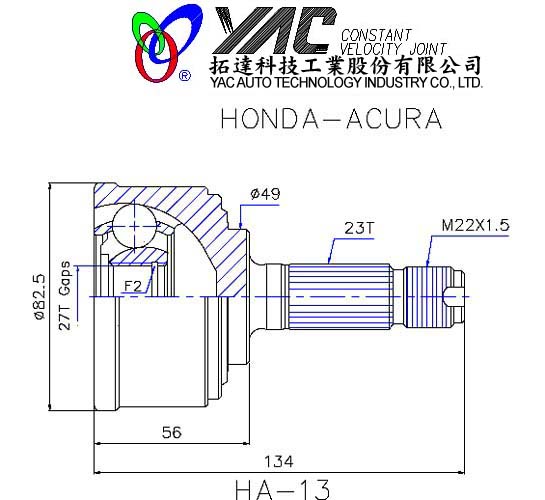 YAC CONSTANT
VELOCITY JOINT
®
拓達科技工業股份有限公司
YAC AUTO TECHNOLOGY INDUSTRY CO., LTD.
HONDA-ACURA
ø49
23T
M22X1.5
ø82.5
27T Gaps
F2
56
134
HA-13